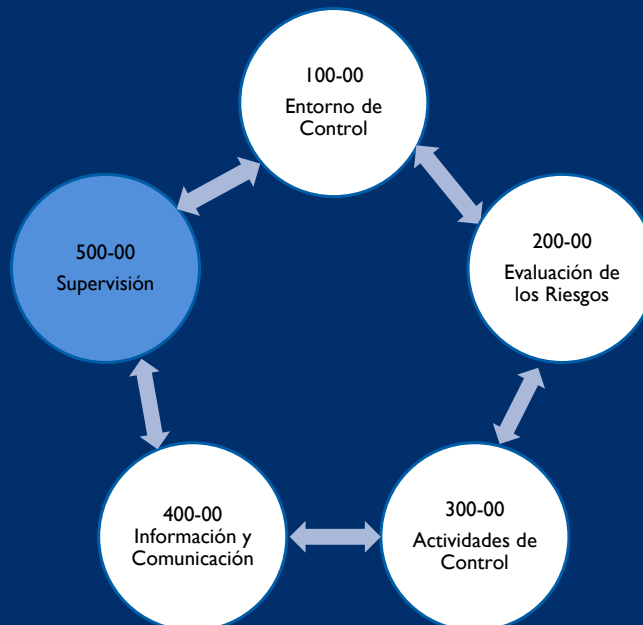 100-00
Entorno de
Control
200-00
Evaluación de
los Riesgos
300-00
Actividades de
Control
400-00
Información y
Comunicación
500-00
Supervisión